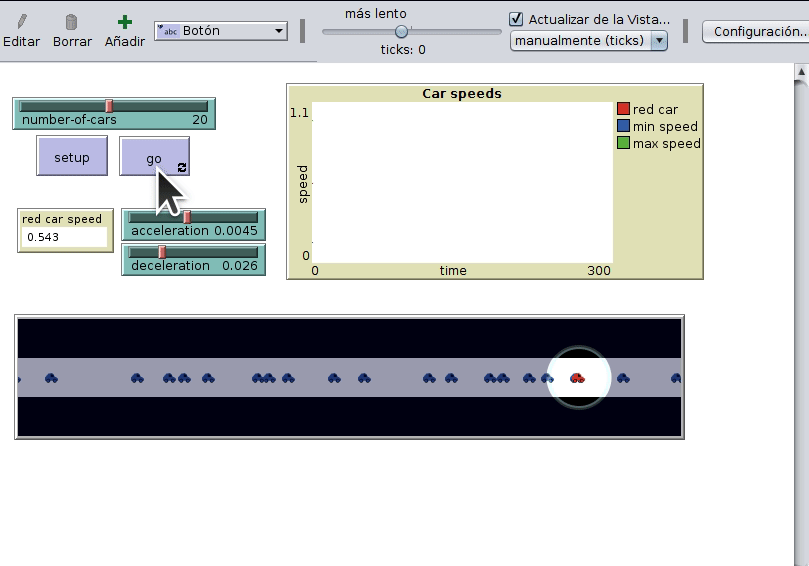 más lento
Actualizar de la Vista...
Editar
Borrar
Añadir
abc Botón
ticks: 0
manualmente (ticks)
Configuración..
number-of-cars 20
setup
go
red car speed
0.543
acceleration 0.0045
deceleration 0.026
Car speeds
1.1
speed
0
0
time
300
red car
min speed
max speed